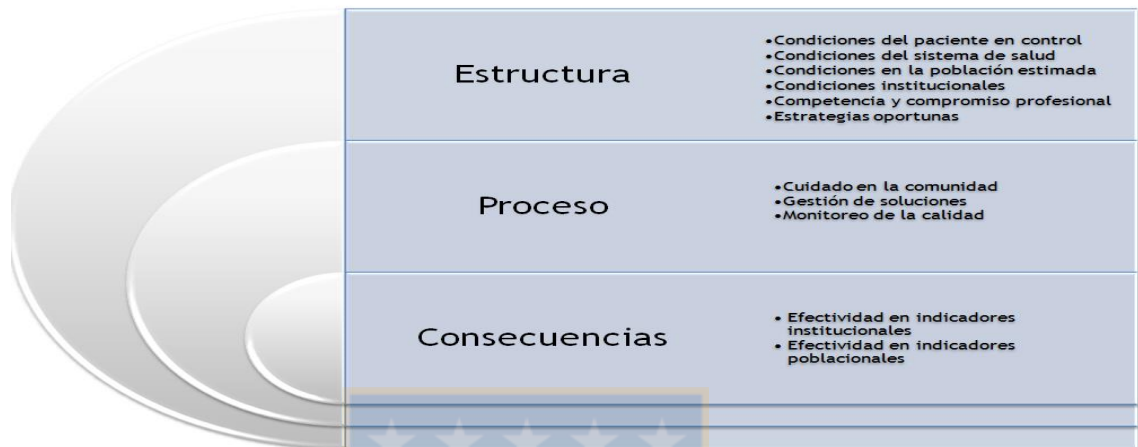 Estructura
•Condiciones del paciente en control
•Condiciones del sistema de salud
•Condiciones en la población estimada
•Condiciones institucionales
•Competencia y compromiso profesional
•Estrategias oportunas
Proceso
•Cuidado en la comunidad
•Gestión de soluciones
•Monitoreo de la calidad
Consecuencias
• Efectividad en indicadores
institucionales
• Efectividad en indicadores
poblacionales